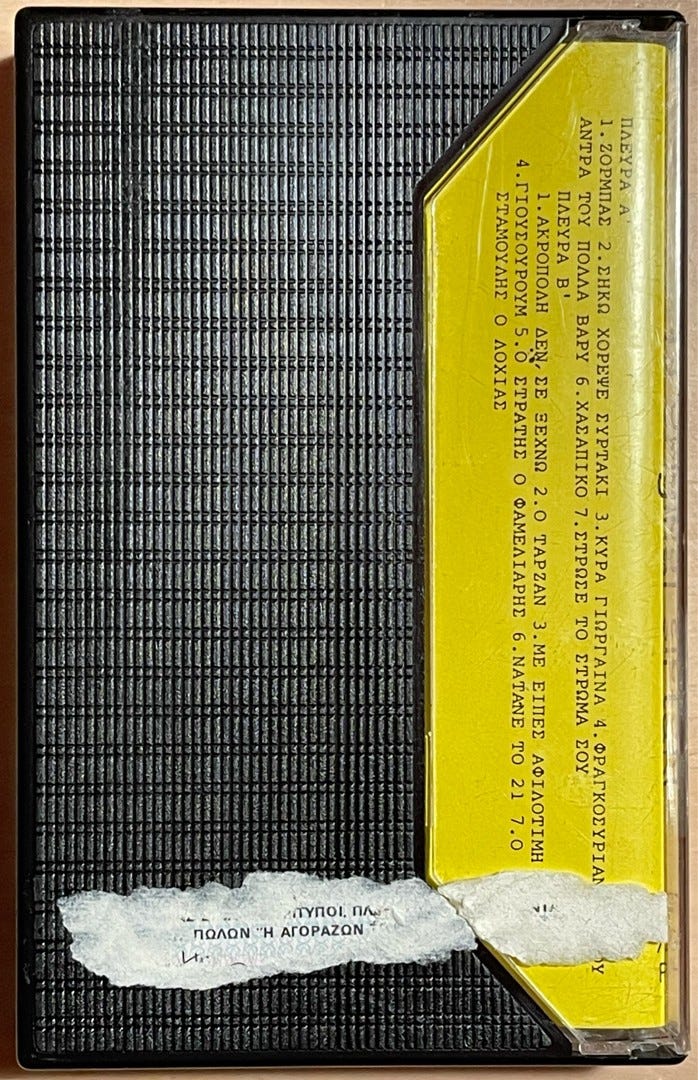 ΠΛΕΥΡΑ Α'
1.ΖΟΡΜΠΑΣ 2.ΣΗΚΩ ΧΟΡΕΨΕ ΣΥΡΤΑΚΙ 3.ΚΥΡΑ ΓΙΩΡΓΑΙΝΑ 4.ΦΡΑΓΚΟΣΥΡΙΑΝ
ΑΝΤΡΑ ΤΟΥ ΠΟΛΛΑ ΒΑΡΥ 6.ΧΑΣΑΠΙΚΟ 7.ΣΤΡΩΣΕ ΤΟ ΣΤΡΩΜΑ ΣΟΥ
ΠΛΕΥΡΑ Β'
1.ΑΚΡΟΠΟΛΗ ΔΕΝ ΣΕ ΞΕΧΝΩ 2.Ο ΤΑΡΖΑΝ 3.ΜΕ ΕΙΠΕΣ ΑΦΙΛΟΤΙΜΗ
4.ΓΙΟΥΣΟΥΡΟΥΜ 5.Ο ΣΤΡΑΤΗΣ Ο ΦΑΜΕΛΙΑΡΗΣ 6.ΝΑΤΑΝΕ ΤΟ 21 7.Ο
ΣΤΑΜΟΥΛΗΣ Ο ΛΟΧΙΑΣ
ΙΤΥΠΟΙ, ΠΛ
ΠΩΛΩΝ "Η ΑΓΟΡΑΖΩΝ